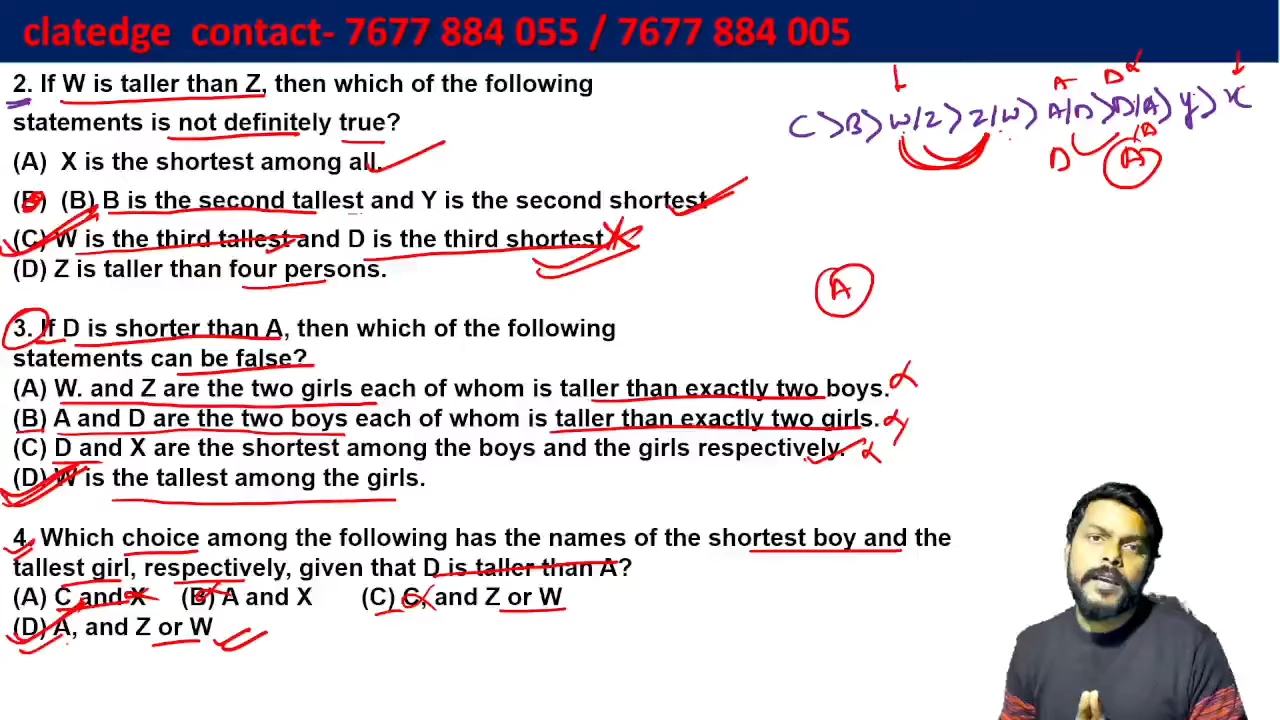 clatedge contact- 7677 884 055 / 7677 884 005
2. If W is taller than Z, then which of the following
statements is not definitely true?
(A) X is the shortest among all.
(B) (B) B is the second tallest and Y is the second shortest
(C) W is the third tallest and D is the third shortest
(D) Z is taller than four persons.
3. If D is shorter than A, then which of the following
statements can be false?
(A) W. and Z are the two girls each of whom is taller than exactly two boys.
(B) A and D are the two boys each of whom is taller than exactly two girls.
(C) D and X are the shortest among the boys and the girls respectively.
(D) W is the tallest among the girls.
4. Which choice among the following has the names of the shortest boy and the
tallest girl, respectively, given that D is taller than A?
(A) C and X (B) A and X (C) C, and Z or W
(D) A, and Z or W
A D
C > B > W/Z > Z/W > A/D > D/A > Y > X
D A
A